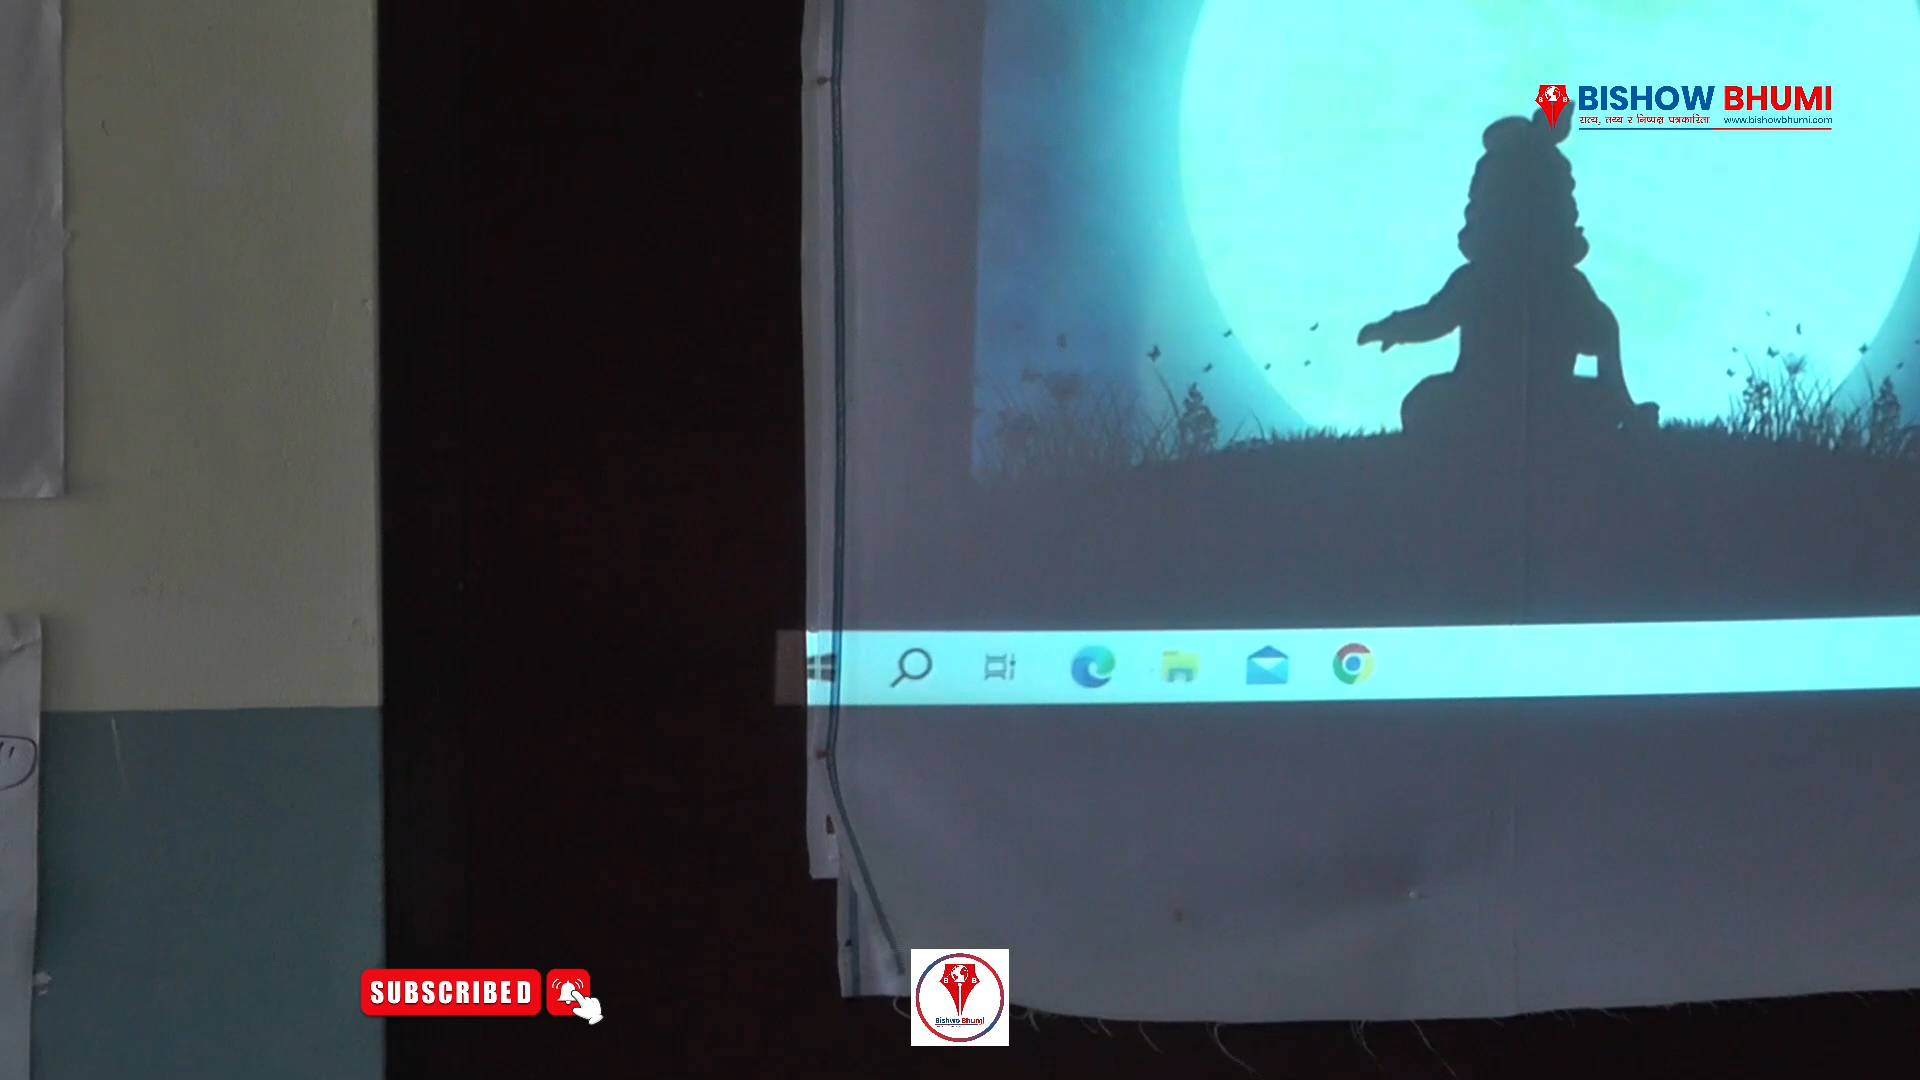 BISHOW BHUMI
सत्य, तथ्य र निष्पक्ष पत्रकारिता www.bishowbhumi.com
SUBSCRIBED
B B
Bishwo Bhumi